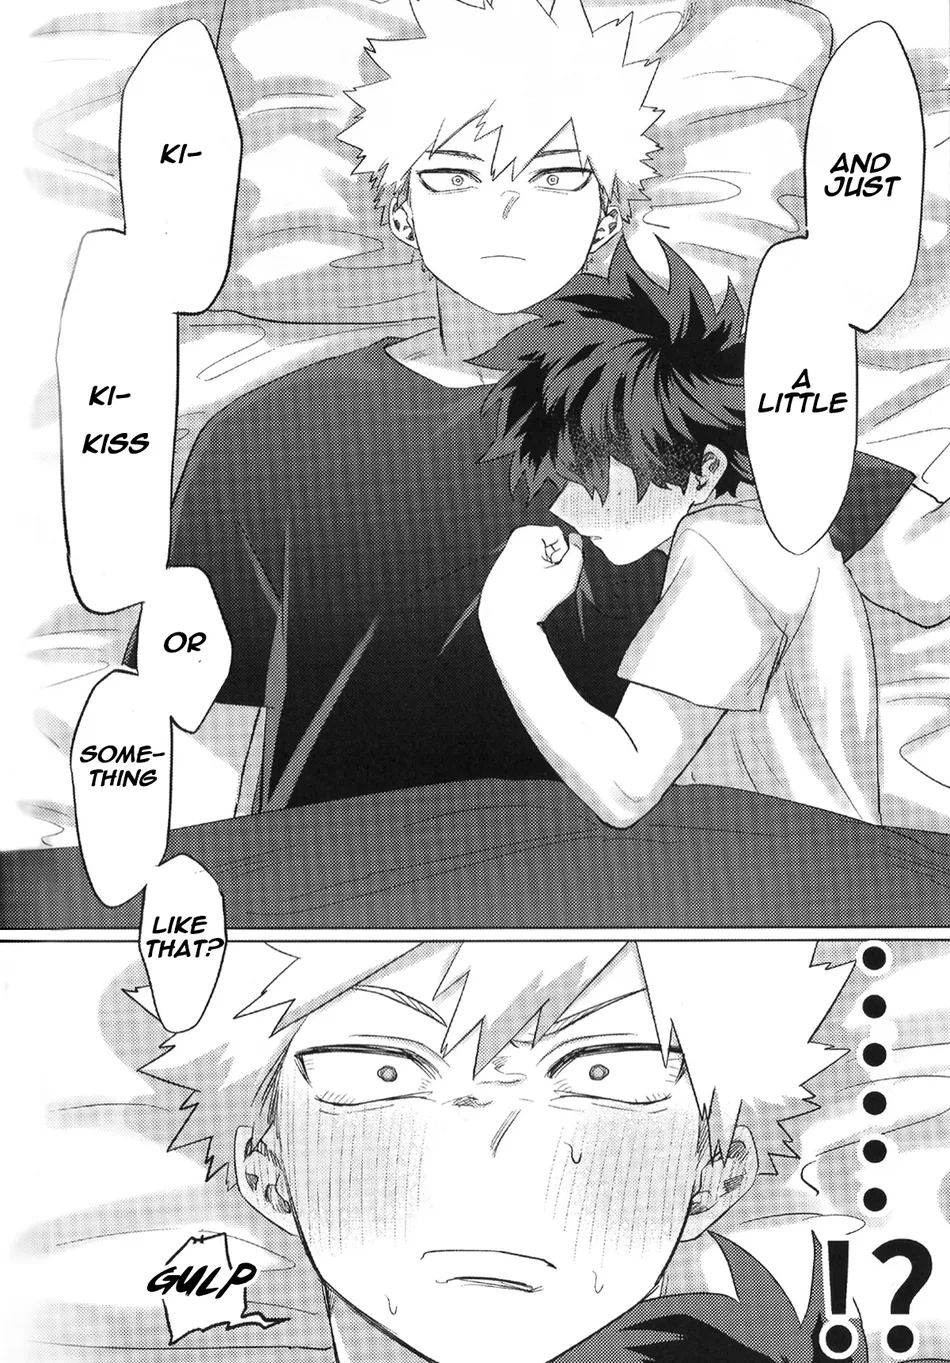 AND
JUST
A
LITTLE
KI-
KI-
KISS
OR
SOME-
THING
LIKE
THAT?
......!?
GULP